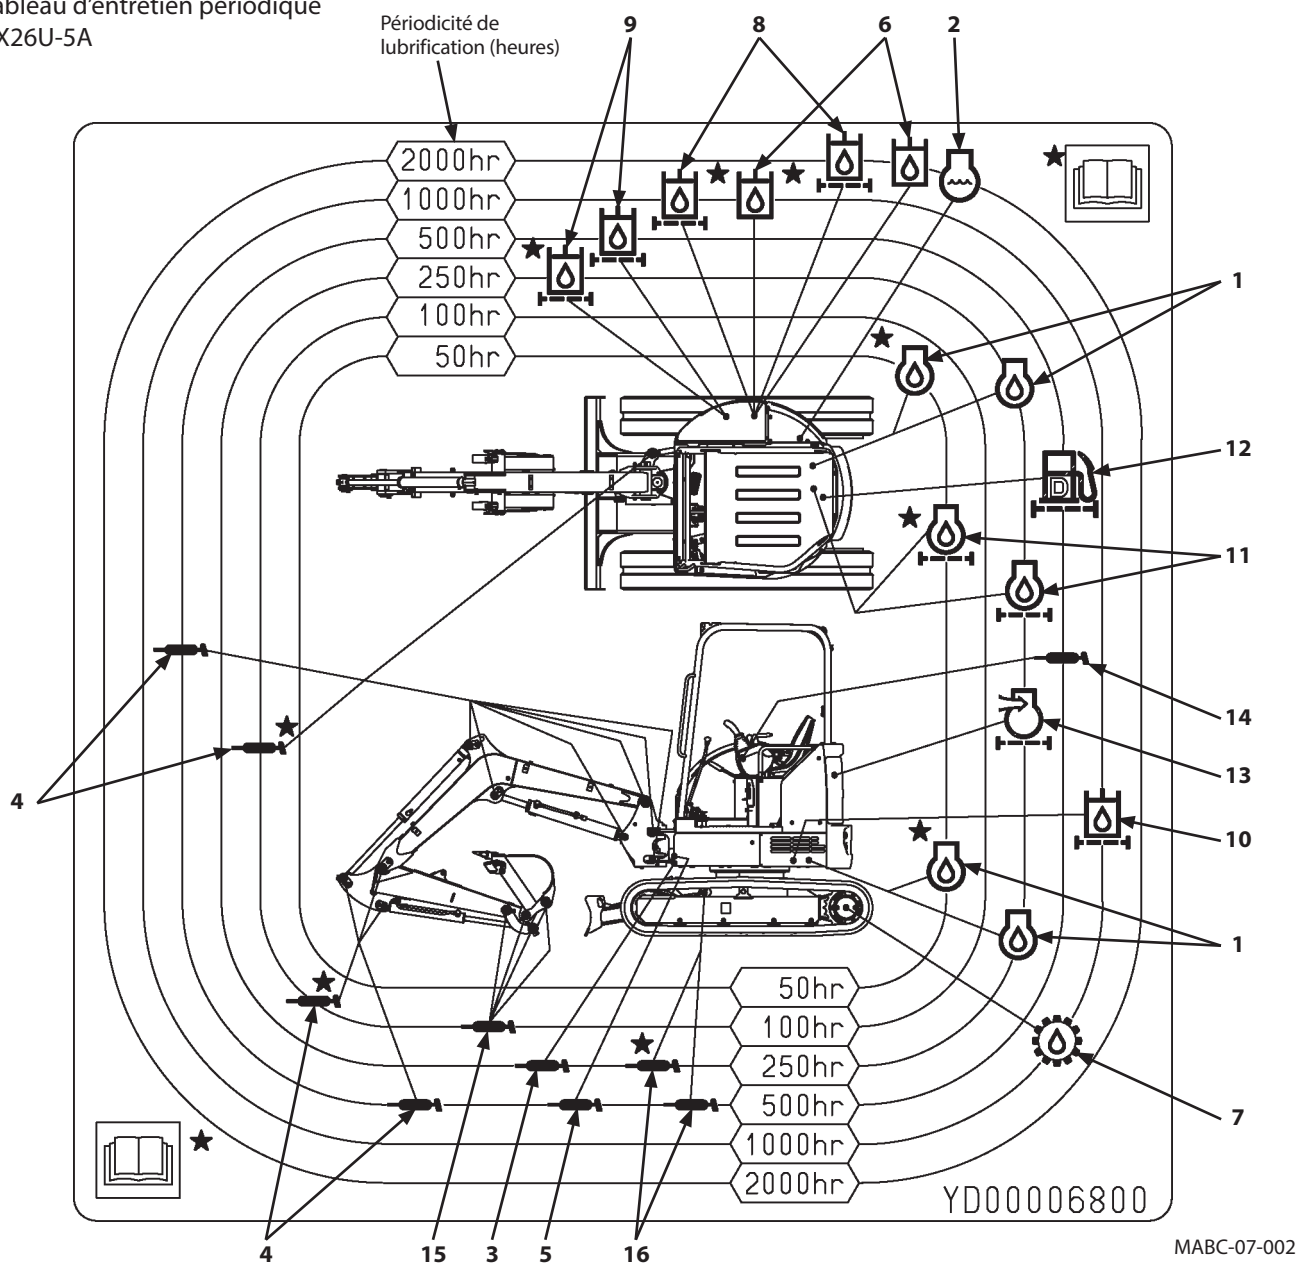 ableau d'entretien périodique
X26U-5A
Périodicité de
lubrification (heures)
9
8
6
2
2000hr
1000hr
500hr
250hr
100hr
50hr
1
12
D
11
14
13
4
10
1
50hr
100hr
250hr
500hr
1000hr
2000hr
7
YD00006800
4
15
3
5
16
MABC-07-002